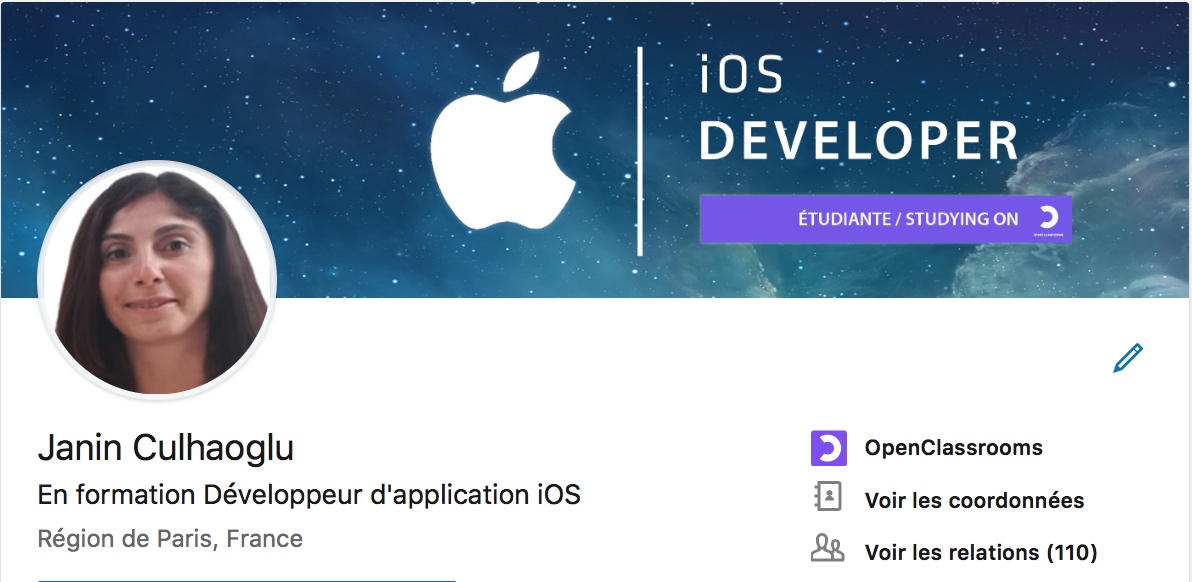 iOS
DEVELOPER
ÉTUDIANTE / STUDYING ON
OPENCLASSROOMS
Janin Culhaoglu
En formation Développeur d'application iOS
Région de Paris, France
OpenClassrooms
Voir les coordonnées
Voir les relations (110)